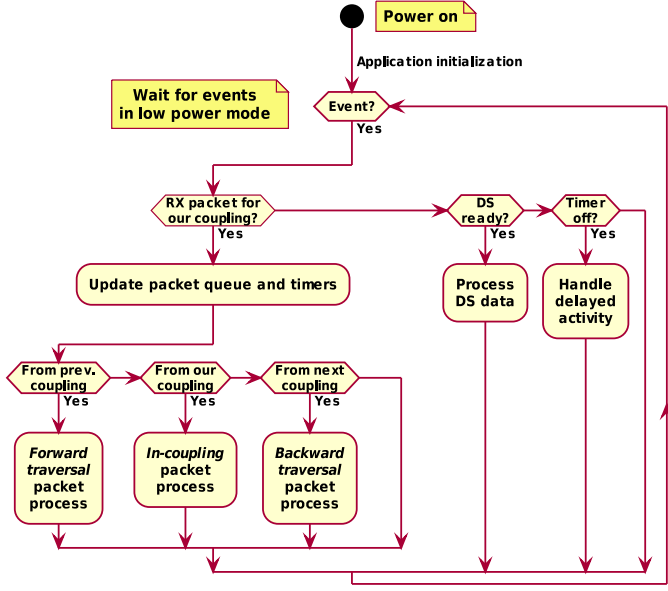 Power on
Application initialization
Wait for events
in low power mode
Event?
Yes
RX packet for
our coupling?
Yes
DS
ready?
Yes
Timer
off?
Yes
Update packet queue and timers
Process
DS data
Handle
delayed
activity
From prev.
coupling
Yes
From our
coupling
Yes
From next
coupling
Yes
Forward
traversal
packet
process
In-coupling
packet
process
Backward
traversal
packet
process